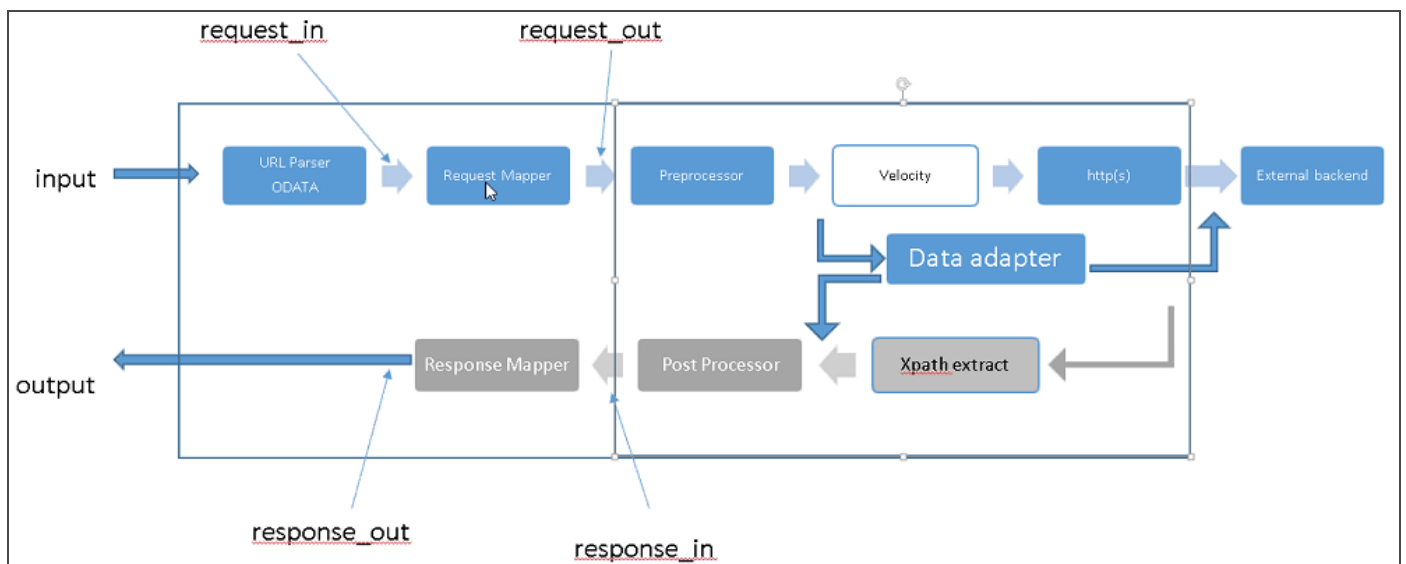 request_in
request_out
input
URL Parser
ODATA
Request Mapper
Preprocessor
Velocity
http(s)
External backend
Data adapter
output
Response Mapper
Post Processor
Xpath extract
response_out
response_in